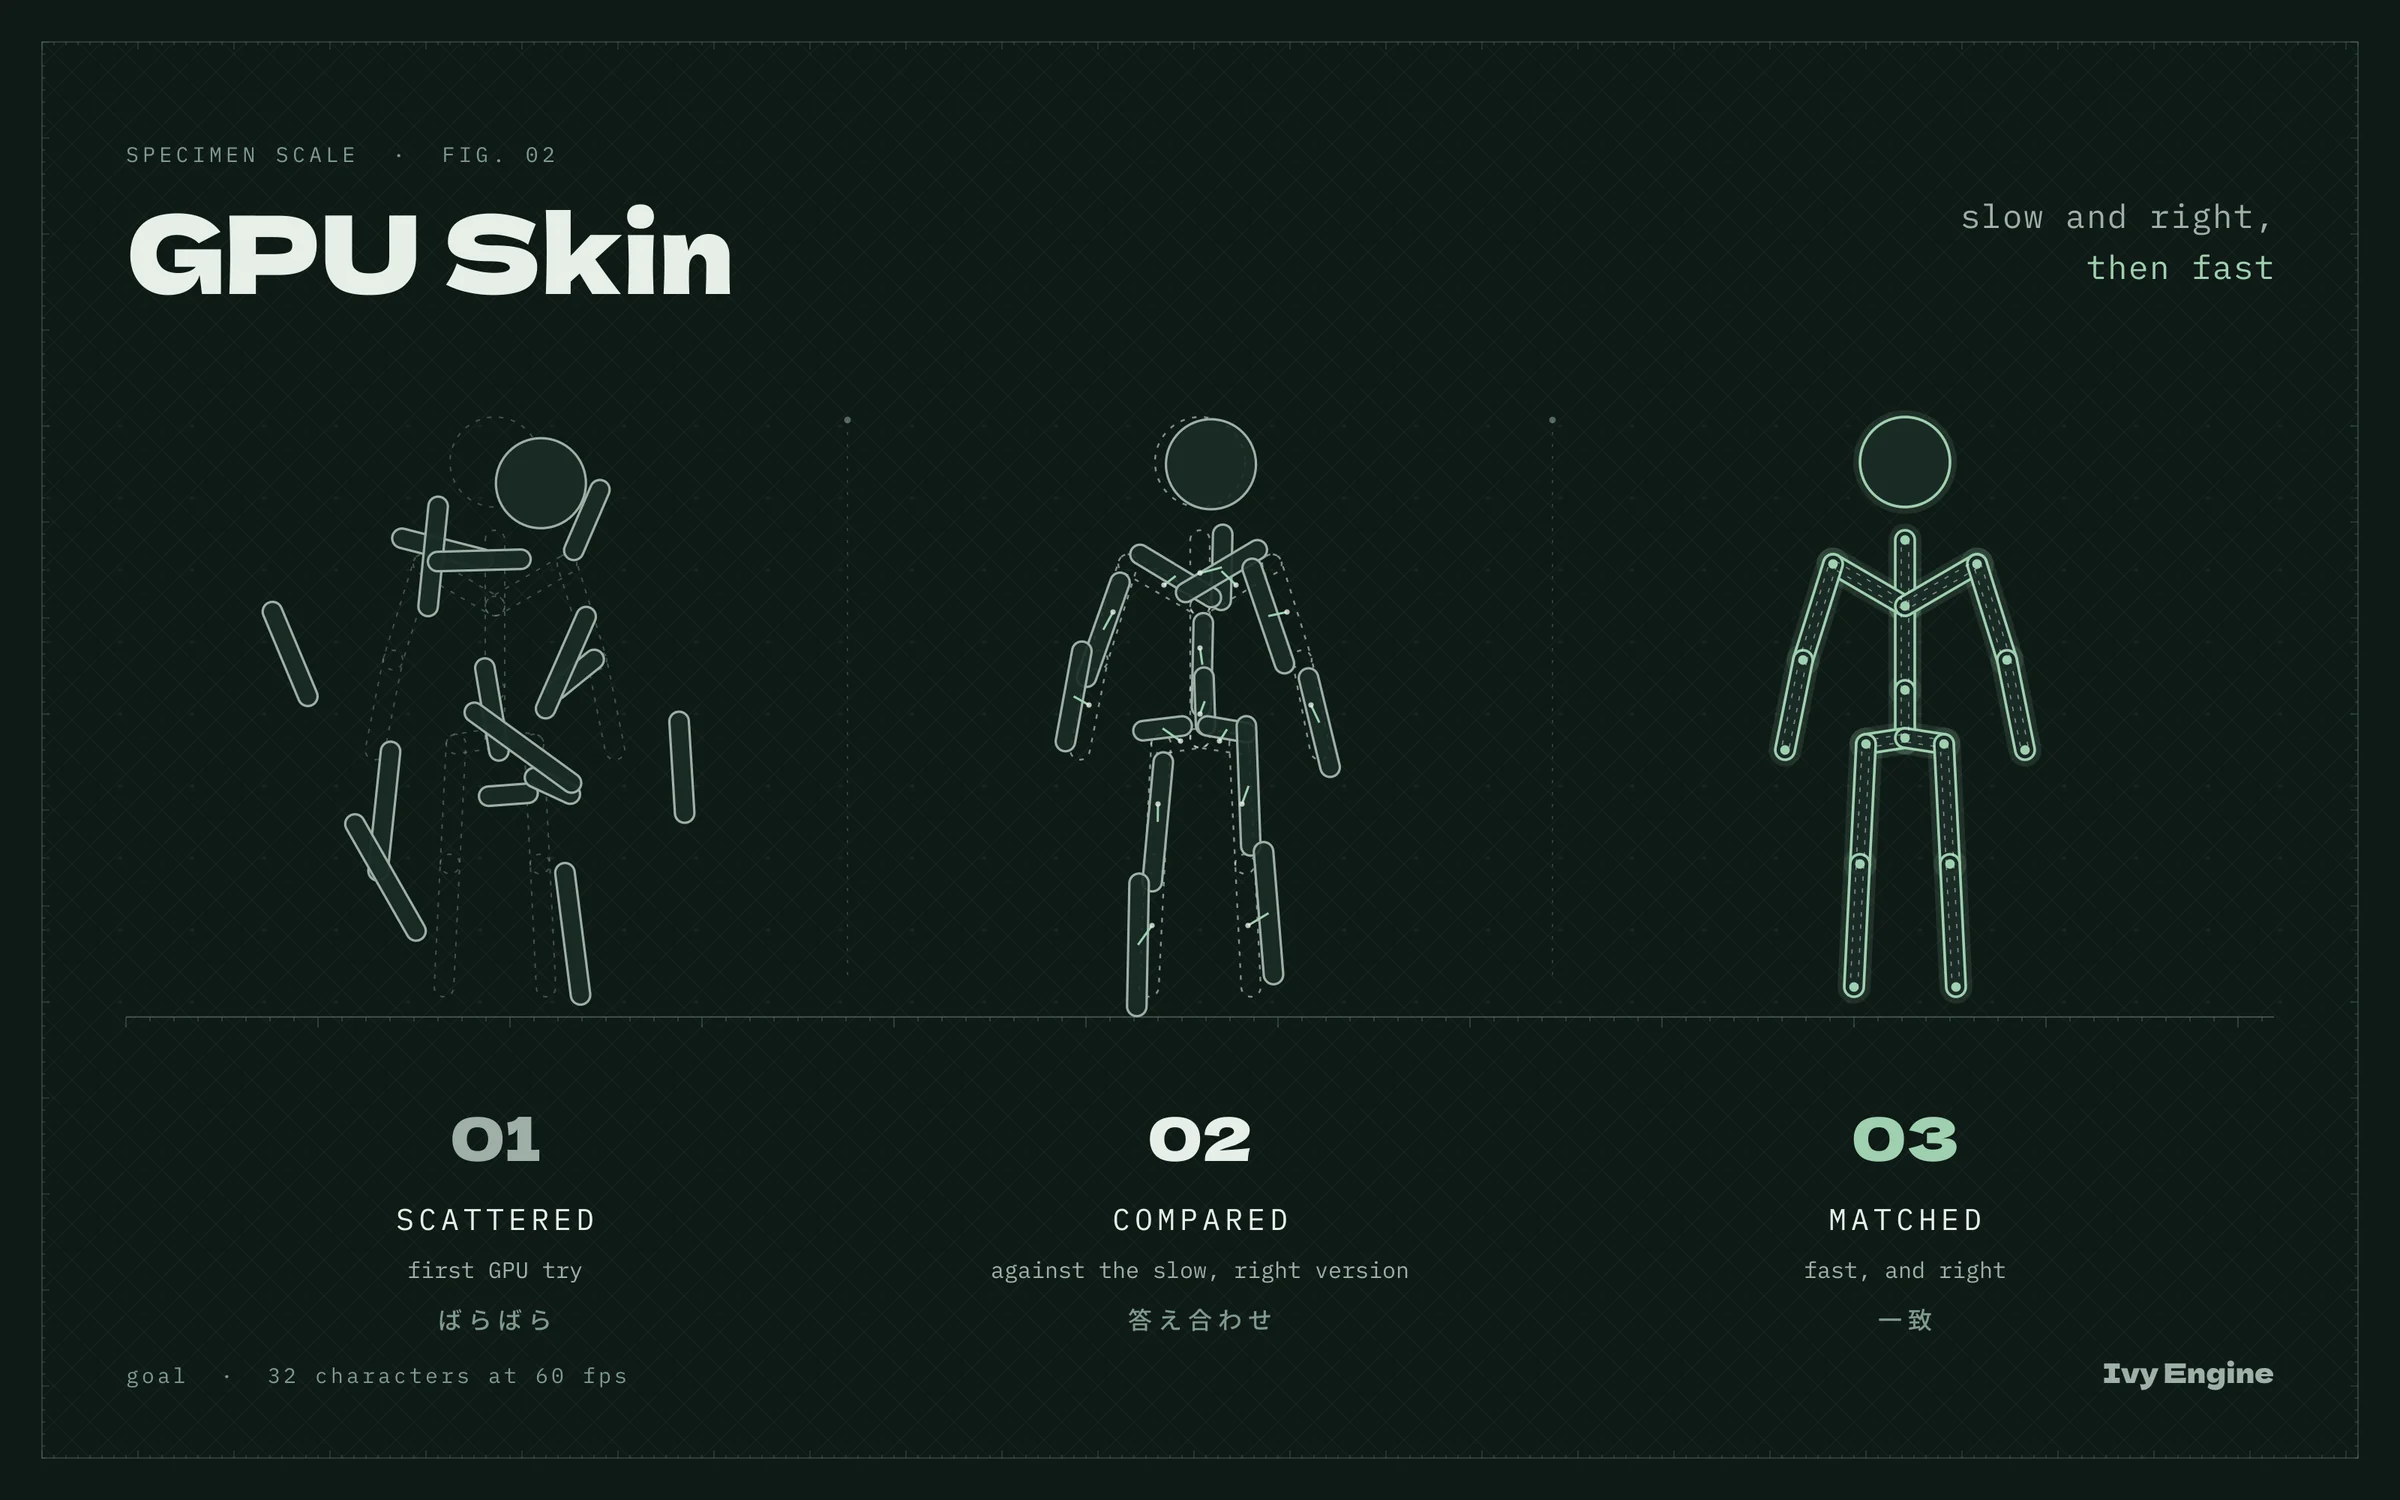 SPECIMEN SCALE · FIG. 02
GPU Skin
slow and right,
then fast
01
SCATTERED
first GPU try
ばらばら
02
COMPARED
against the slow, right version
答え合わせ
03
MATCHED
fast, and right
一致
goal · 32 characters at 60 fps
Ivy Engine